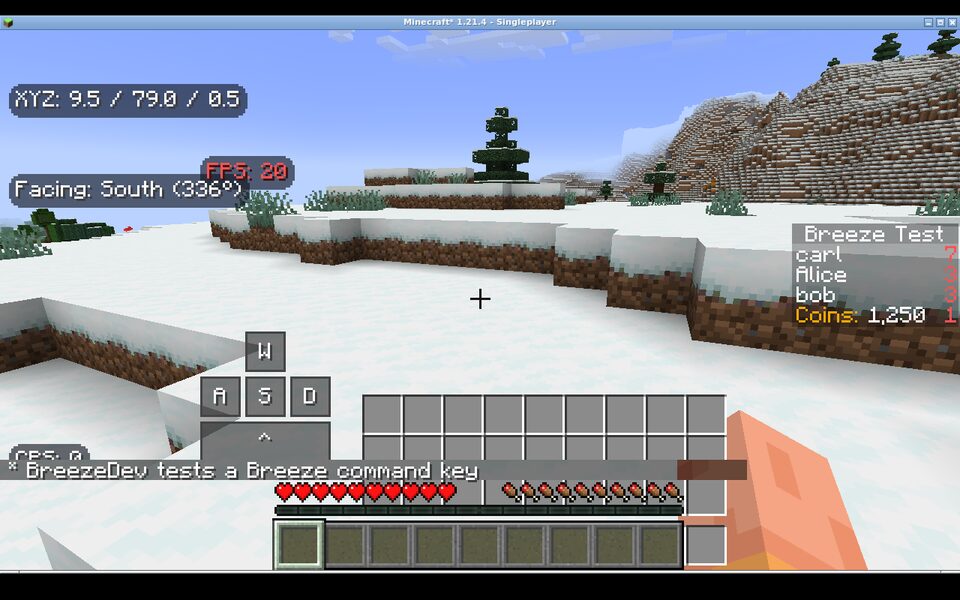 Minecraft* 1.21.4 - Singleplayer
XYZ: 9.5 / 79.0 / 0.5
FPS: 20
Facing: South (336°)
Breeze Test
carl 7
Alice
bob 3
Coins: 1,250 1
W
A S D
^
CPS: 0
* BreezeDev tests a Breeze command key